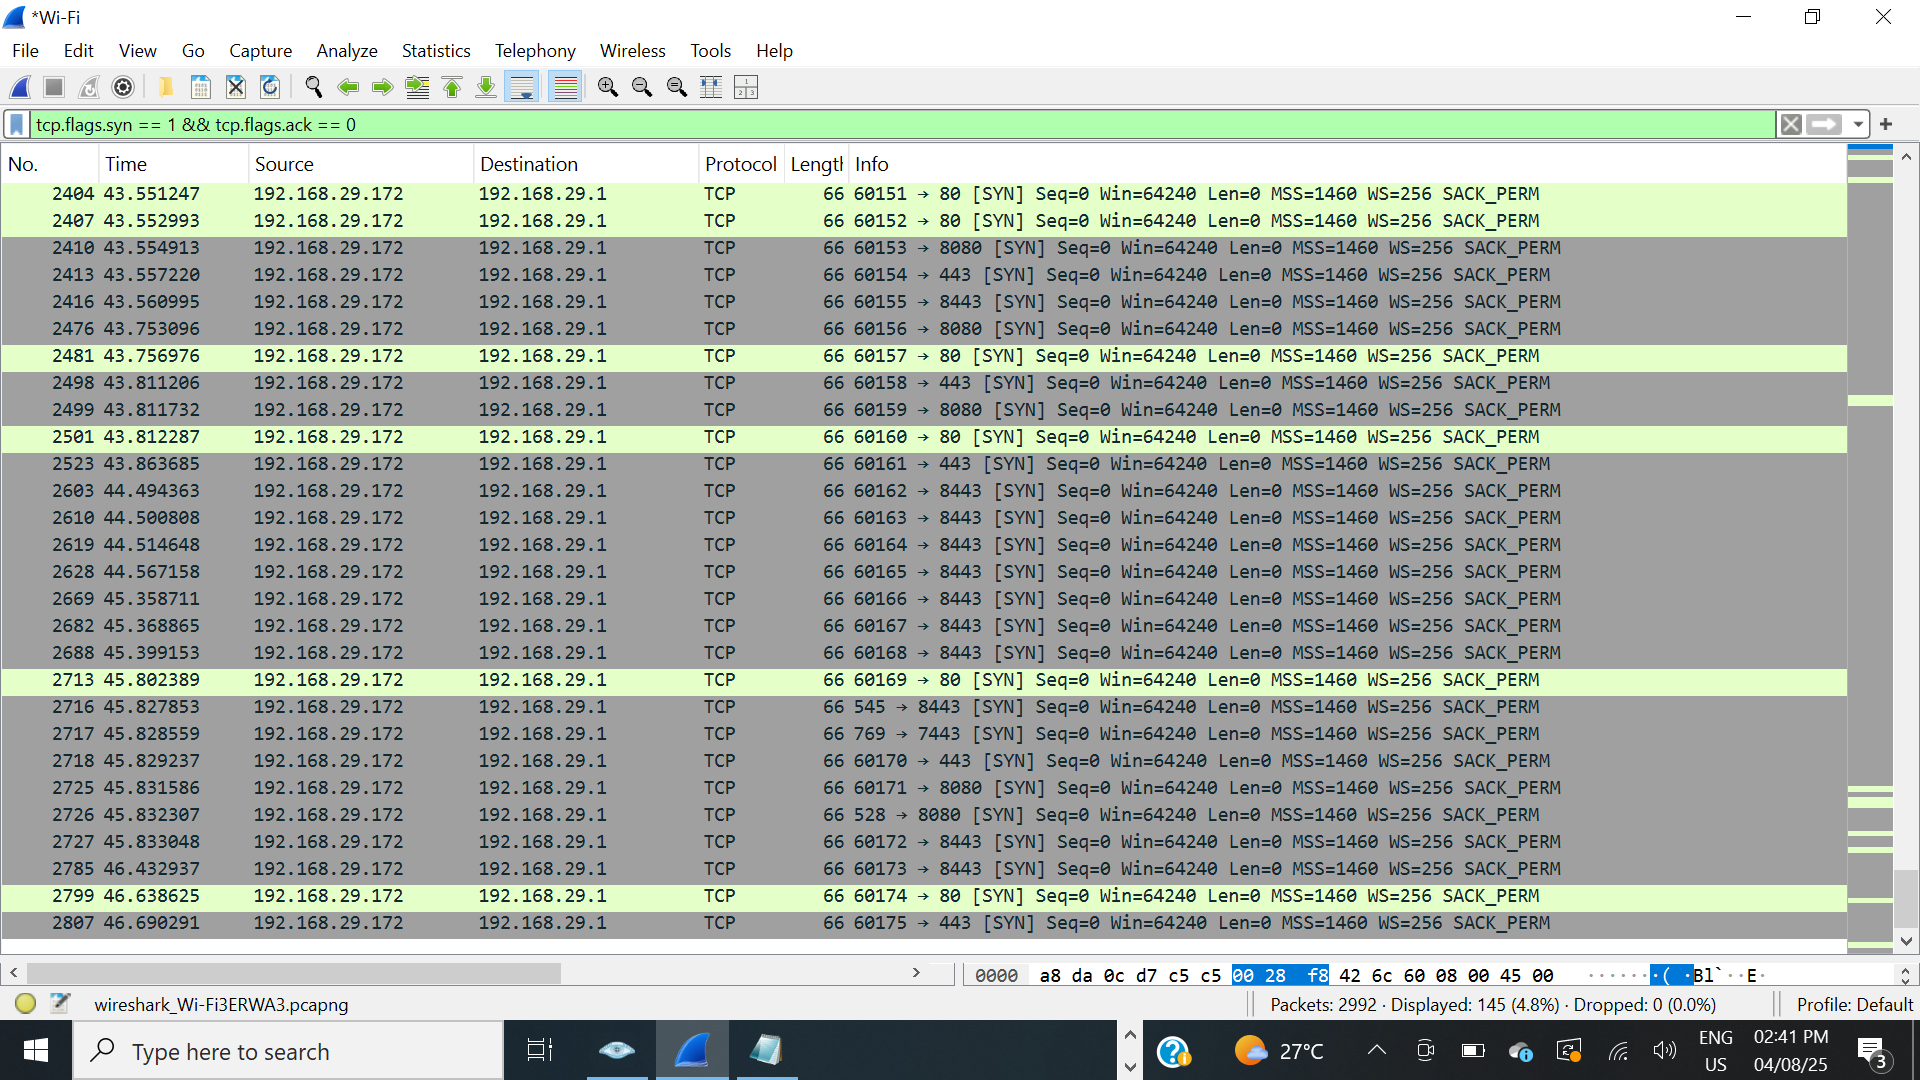 *Wi-Fi
File Edit View Go Capture Analyze Statistics Telephony Wireless Tools Help
tcp.flags.syn == 1 && tcp.flags.ack == 0
No. Time Source Destination Protocol Length Info
2404 43.551247 192.168.29.172 192.168.29.1 TCP 66 60151 → 80 [SYN] Seq=0 Win=64240 Len=0 MSS=1460 WS=256 SACK_PERM
2407 43.552993 192.168.29.172 192.168.29.1 TCP 66 60152 → 80 [SYN] Seq=0 Win=64240 Len=0 MSS=1460 WS=256 SACK_PERM
2410 43.554913 192.168.29.172 192.168.29.1 TCP 66 60153 → 8080 [SYN] Seq=0 Win=64240 Len=0 MSS=1460 WS=256 SACK_PERM
2413 43.557220 192.168.29.172 192.168.29.1 TCP 66 60154 → 443 [SYN] Seq=0 Win=64240 Len=0 MSS=1460 WS=256 SACK_PERM
2416 43.560995 192.168.29.172 192.168.29.1 TCP 66 60155 → 8443 [SYN] Seq=0 Win=64240 Len=0 MSS=1460 WS=256 SACK_PERM
2476 43.753096 192.168.29.172 192.168.29.1 TCP 66 60156 → 8080 [SYN] Seq=0 Win=64240 Len=0 MSS=1460 WS=256 SACK_PERM
2481 43.756976 192.168.29.172 192.168.29.1 TCP 66 60157 → 80 [SYN] Seq=0 Win=64240 Len=0 MSS=1460 WS=256 SACK_PERM
2498 43.811206 192.168.29.172 192.168.29.1 TCP 66 60158 → 443 [SYN] Seq=0 Win=64240 Len=0 MSS=1460 WS=256 SACK_PERM
2499 43.811732 192.168.29.172 192.168.29.1 TCP 66 60159 → 8080 [SYN] Seq=0 Win=64240 Len=0 MSS=1460 WS=256 SACK_PERM
2501 43.812287 192.168.29.172 192.168.29.1 TCP 66 60160 → 80 [SYN] Seq=0 Win=64240 Len=0 MSS=1460 WS=256 SACK_PERM
2523 43.863685 192.168.29.172 192.168.29.1 TCP 66 60161 → 443 [SYN] Seq=0 Win=64240 Len=0 MSS=1460 WS=256 SACK_PERM
2603 44.494363 192.168.29.172 192.168.29.1 TCP 66 60162 → 8443 [SYN] Seq=0 Win=64240 Len=0 MSS=1460 WS=256 SACK_PERM
2610 44.500808 192.168.29.172 192.168.29.1 TCP 66 60163 → 8443 [SYN] Seq=0 Win=64240 Len=0 MSS=1460 WS=256 SACK_PERM
2619 44.514648 192.168.29.172 192.168.29.1 TCP 66 60164 → 8443 [SYN] Seq=0 Win=64240 Len=0 MSS=1460 WS=256 SACK_PERM
2628 44.567158 192.168.29.172 192.168.29.1 TCP 66 60165 → 8443 [SYN] Seq=0 Win=64240 Len=0 MSS=1460 WS=256 SACK_PERM
2669 45.358711 192.168.29.172 192.168.29.1 TCP 66 60166 → 8443 [SYN] Seq=0 Win=64240 Len=0 MSS=1460 WS=256 SACK_PERM
2682 45.368865 192.168.29.172 192.168.29.1 TCP 66 60167 → 8443 [SYN] Seq=0 Win=64240 Len=0 MSS=1460 WS=256 SACK_PERM
2688 45.399153 192.168.29.172 192.168.29.1 TCP 66 60168 → 8443 [SYN] Seq=0 Win=64240 Len=0 MSS=1460 WS=256 SACK_PERM
2713 45.802389 192.168.29.172 192.168.29.1 TCP 66 60169 → 80 [SYN] Seq=0 Win=64240 Len=0 MSS=1460 WS=256 SACK_PERM
2716 45.827853 192.168.29.172 192.168.29.1 TCP 66 545 → 8443 [SYN] Seq=0 Win=64240 Len=0 MSS=1460 WS=256 SACK_PERM
2717 45.828559 192.168.29.172 192.168.29.1 TCP 66 769 → 7443 [SYN] Seq=0 Win=64240 Len=0 MSS=1460 WS=256 SACK_PERM
2718 45.829237 192.168.29.172 192.168.29.1 TCP 66 60170 → 443 [SYN] Seq=0 Win=64240 Len=0 MSS=1460 WS=256 SACK_PERM
2725 45.831586 192.168.29.172 192.168.29.1 TCP 66 60171 → 8080 [SYN] Seq=0 Win=64240 Len=0 MSS=1460 WS=256 SACK_PERM
2726 45.832307 192.168.29.172 192.168.29.1 TCP 66 528 → 8080 [SYN] Seq=0 Win=64240 Len=0 MSS=1460 WS=256 SACK_PERM
2727 45.833048 192.168.29.172 192.168.29.1 TCP 66 60172 → 8443 [SYN] Seq=0 Win=64240 Len=0 MSS=1460 WS=256 SACK_PERM
2785 46.432937 192.168.29.172 192.168.29.1 TCP 66 60173 → 8443 [SYN] Seq=0 Win=64240 Len=0 MSS=1460 WS=256 SACK_PERM
2799 46.638625 192.168.29.172 192.168.29.1 TCP 66 60174 → 80 [SYN] Seq=0 Win=64240 Len=0 MSS=1460 WS=256 SACK_PERM
2807 46.690291 192.168.29.172 192.168.29.1 TCP 66 60175 → 443 [SYN] Seq=0 Win=64240 Len=0 MSS=1460 WS=256 SACK_PERM
0000 a8 da 0c d7 c5 c5 00 28 f8 42 6c 60 08 00 45 00 ·······( ·Bl`··E·
wireshark_Wi-Fi3ERWA3.pcapng Packets: 2992 · Displayed: 145 (4.8%) · Dropped: 0 (0.0%) Profile: Default
Type here to search 27°C ENG 02:41 PM
US 04/08/25 3